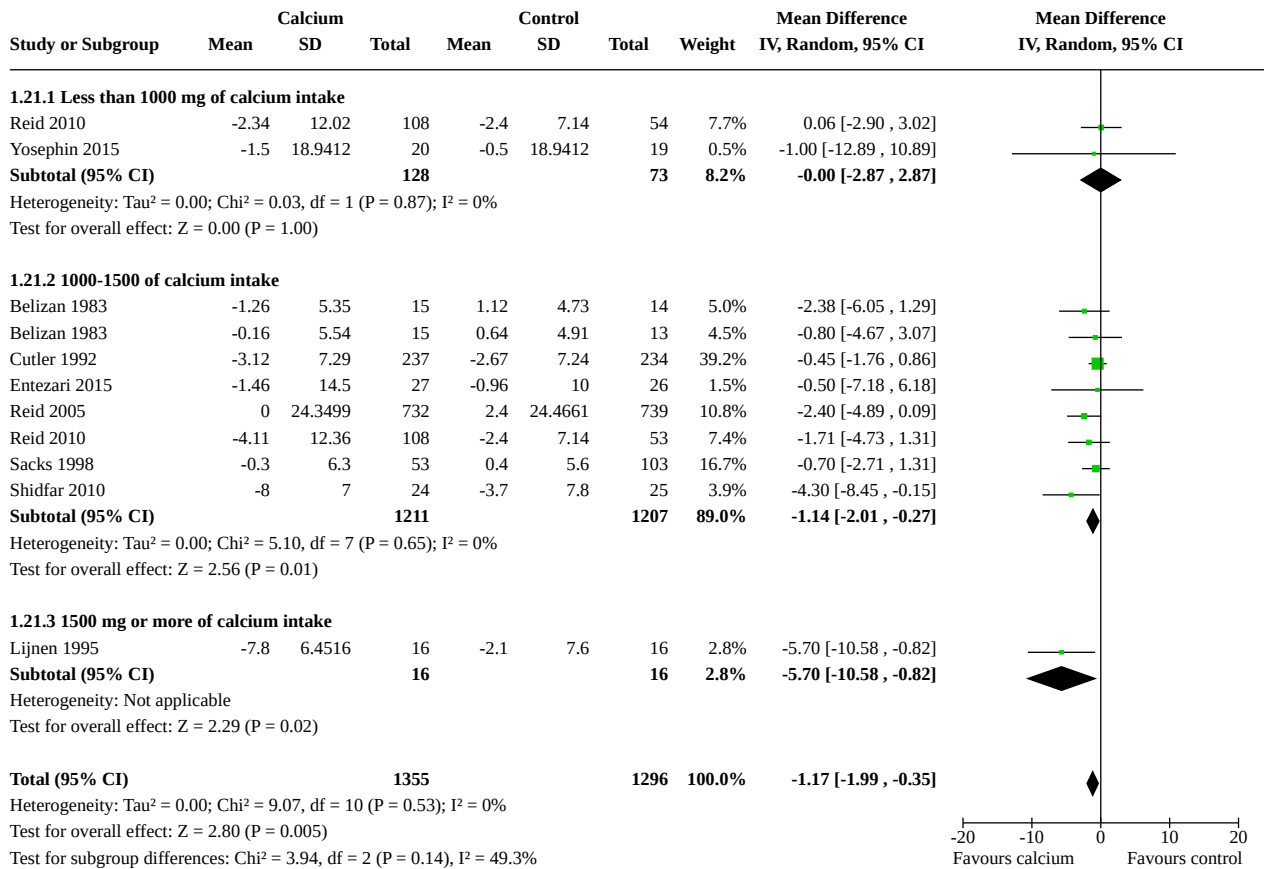 Calcium Control Mean Difference Mean Difference
Study or Subgroup Mean SD Total Mean SD Total Weight IV, Random, 95% CI IV, Random, 95% CI
1.21.1 Less than 1000 mg of calcium intake
Reid 2010 -2.34 12.02 108 -2.4 7.14 54 7.7% 0.06 [-2.90 , 3.02]
Yosephin 2015 -1.5 18.9412 20 -0.5 18.9412 19 0.5% -1.00 [-12.89 , 10.89]
Subtotal (95% CI) 128 73 8.2% -0.00 [-2.87 , 2.87]
Heterogeneity: Tau² = 0.00; Chi² = 0.03, df = 1 (P = 0.87); I² = 0%
Test for overall effect: Z = 0.00 (P = 1.00)
1.21.2 1000-1500 of calcium intake
Belizan 1983 -1.26 5.35 15 1.12 4.73 14 5.0% -2.38 [-6.05 , 1.29]
Belizan 1983 -0.16 5.54 15 0.64 4.91 13 4.5% -0.80 [-4.67 , 3.07]
Cutler 1992 -3.12 7.29 237 -2.67 7.24 234 39.2% -0.45 [-1.76 , 0.86]
Entezari 2015 -1.46 14.5 27 -0.96 10 26 1.5% -0.50 [-7.18 , 6.18]
Reid 2005 0 24.3499 732 2.4 24.4661 739 10.8% -2.40 [-4.89 , 0.09]
Reid 2010 -4.11 12.36 108 -2.4 7.14 53 7.4% -1.71 [-4.73 , 1.31]
Sacks 1998 -0.3 6.3 53 0.4 5.6 103 16.7% -0.70 [-2.71 , 1.31]
Shidfar 2010 -8 7 24 -3.7 7.8 25 3.9% -4.30 [-8.45 , -0.15]
Subtotal (95% CI) 1211 1207 89.0% -1.14 [-2.01 , -0.27]
Heterogeneity: Tau² = 0.00; Chi² = 5.10, df = 7 (P = 0.65); I² = 0%
Test for overall effect: Z = 2.56 (P = 0.01)
1.21.3 1500 mg or more of calcium intake
Lijnen 1995 -7.8 6.4516 16 -2.1 7.6 16 2.8% -5.70 [-10.58 , -0.82]
Subtotal (95% CI) 16 16 2.8% -5.70 [-10.58 , -0.82]
Heterogeneity: Not applicable
Test for overall effect: Z = 2.29 (P = 0.02)
Total (95% CI) 1355 1296 100.0% -1.17 [-1.99 , -0.35]
Heterogeneity: Tau² = 0.00; Chi² = 9.07, df = 10 (P = 0.53); I² = 0%
Test for overall effect: Z = 2.80 (P = 0.005) -20 -10 0 10 20
Test for subgroup differences: Chi² = 3.94, df = 2 (P = 0.14), I² = 49.3% Favours calcium Favours control